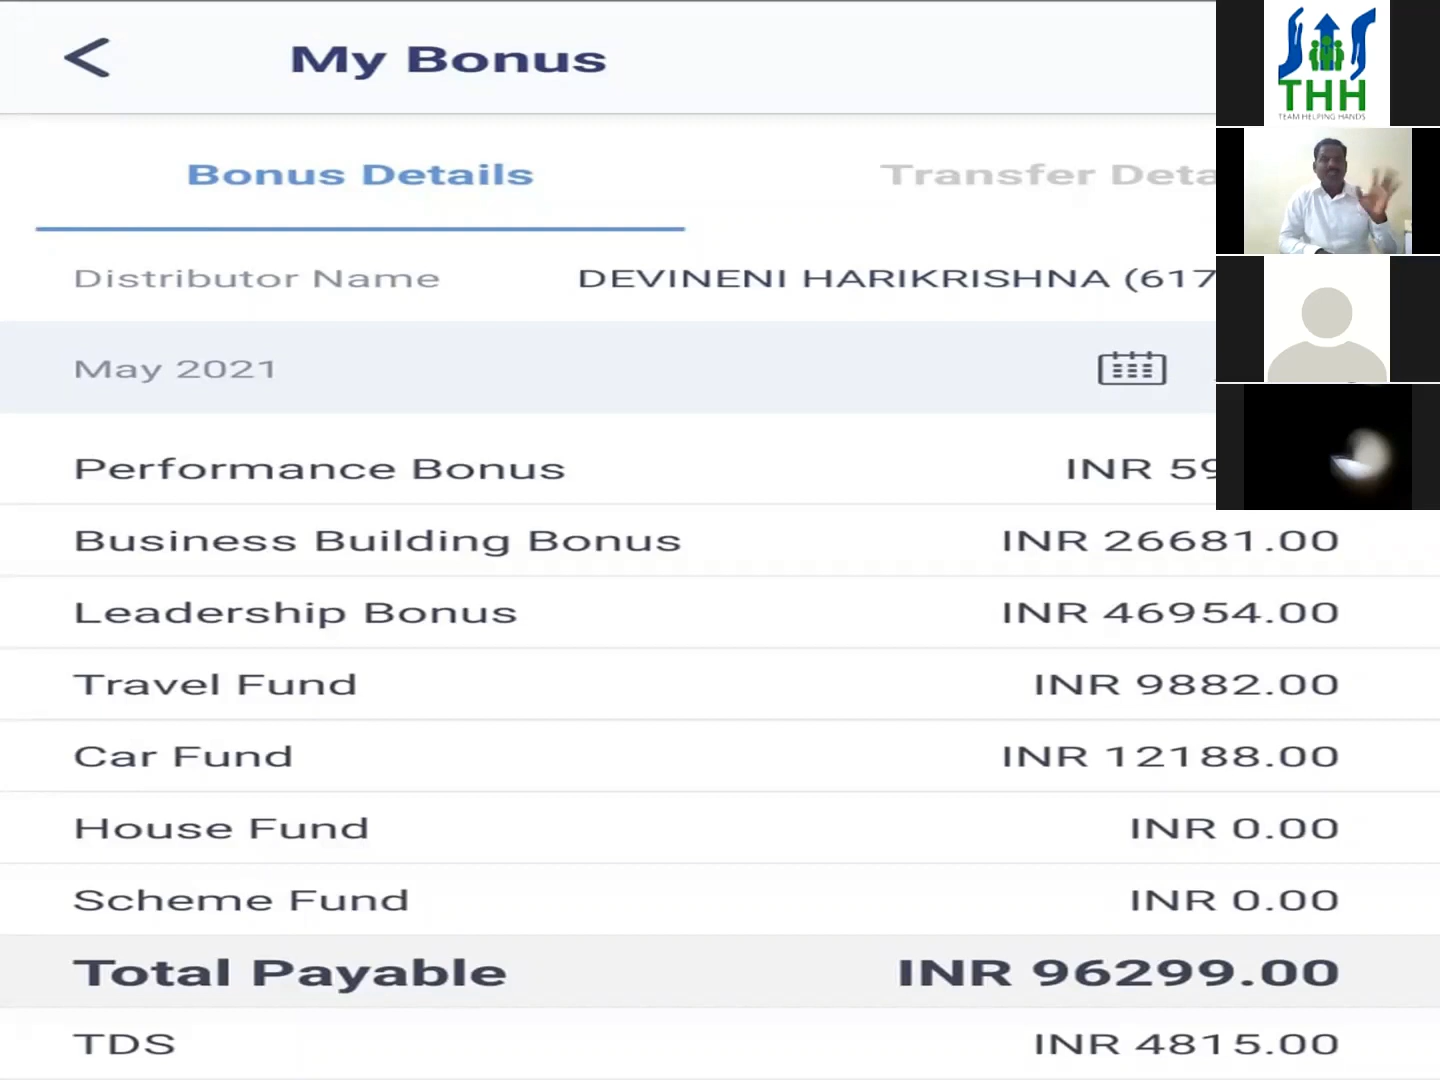 My Bonus
Bonus Details
Transfer
Distributor Name DEVINENI HARIKRISHNA (617
May 2021
Performance Bonus INR 59
Business Building Bonus INR 26681.00
Leadership Bonus INR 46954.00
Travel Fund INR 9882.00
Car Fund INR 12188.00
House Fund INR 0.00
Scheme Fund INR 0.00
Total Payable INR 96299.00
TDS INR 4815.00
THH
TEAM HELPING HANDS